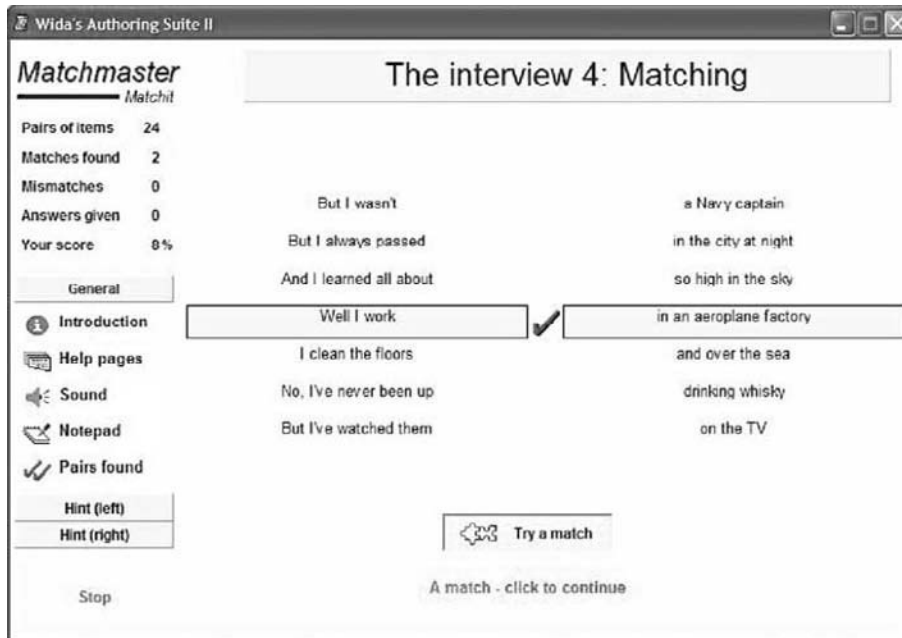 Wida's Authoring Suite II
Matchmaster
Matchit
The interview 4: Matching
Pairs of items 24
Matches found 2
Mismatches 0
Answers given 0
Your score 8%
General
Introduction
Help pages
Sound
Notepad
Pairs found
Hint (left)
Hint (right)
Stop
But I wasn't a Navy captain
But I always passed in the city at night
And I learned all about so high in the sky
Well I work in an aeroplane factory
I clean the floors and over the sea
No, I've never been up drinking whisky
But I've watched them on the TV
Try a match
A match - click to continue